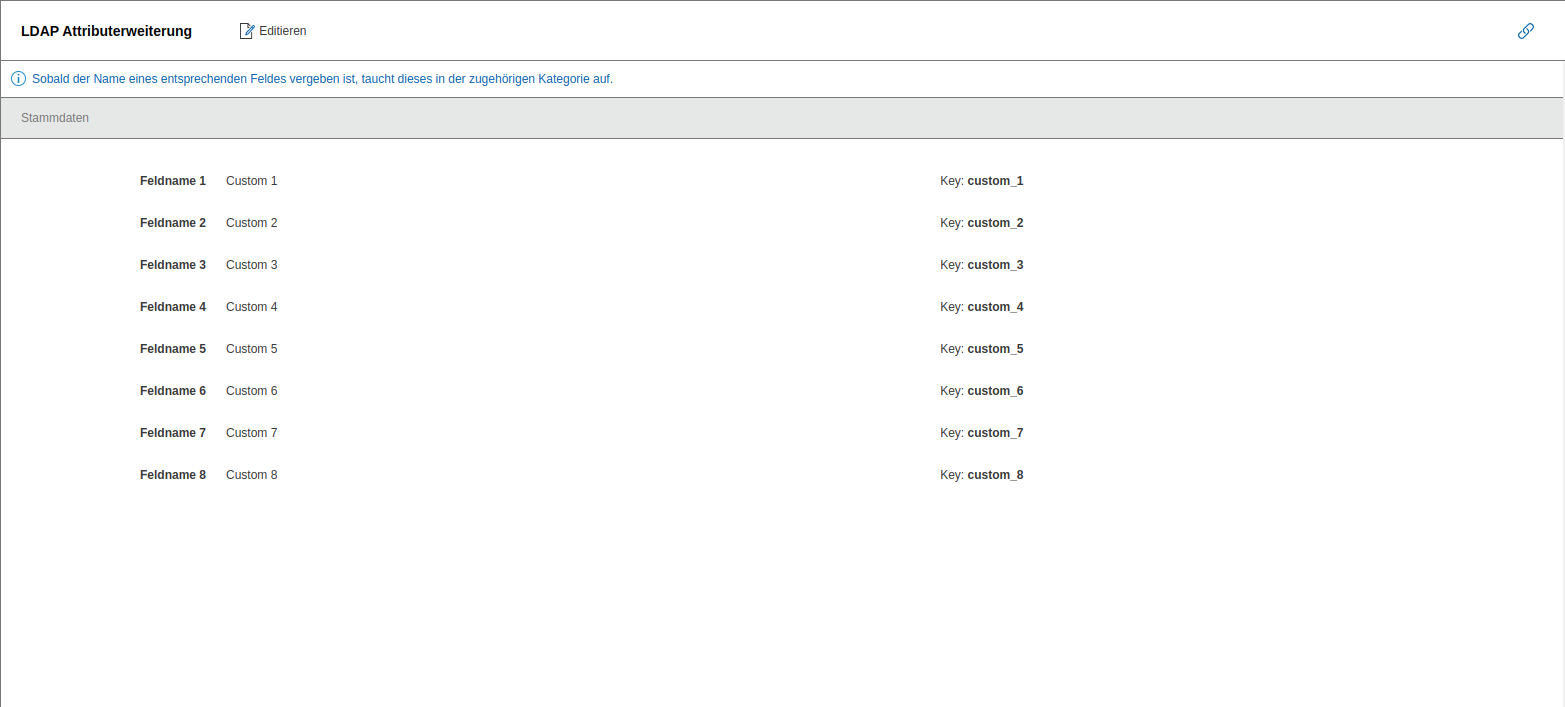 LDAP Attributerweiterung Editieren
Sobald der Name eines entsprechenden Feldes vergeben ist, taucht dieses in der zugehörigen Kategorie auf.
Stammdaten
Feldname 1 Custom 1 Key: custom_1
Feldname 2 Custom 2 Key: custom_2
Feldname 3 Custom 3 Key: custom_3
Feldname 4 Custom 4 Key: custom_4
Feldname 5 Custom 5 Key: custom_5
Feldname 6 Custom 6 Key: custom_6
Feldname 7 Custom 7 Key: custom_7
Feldname 8 Custom 8 Key: custom_8